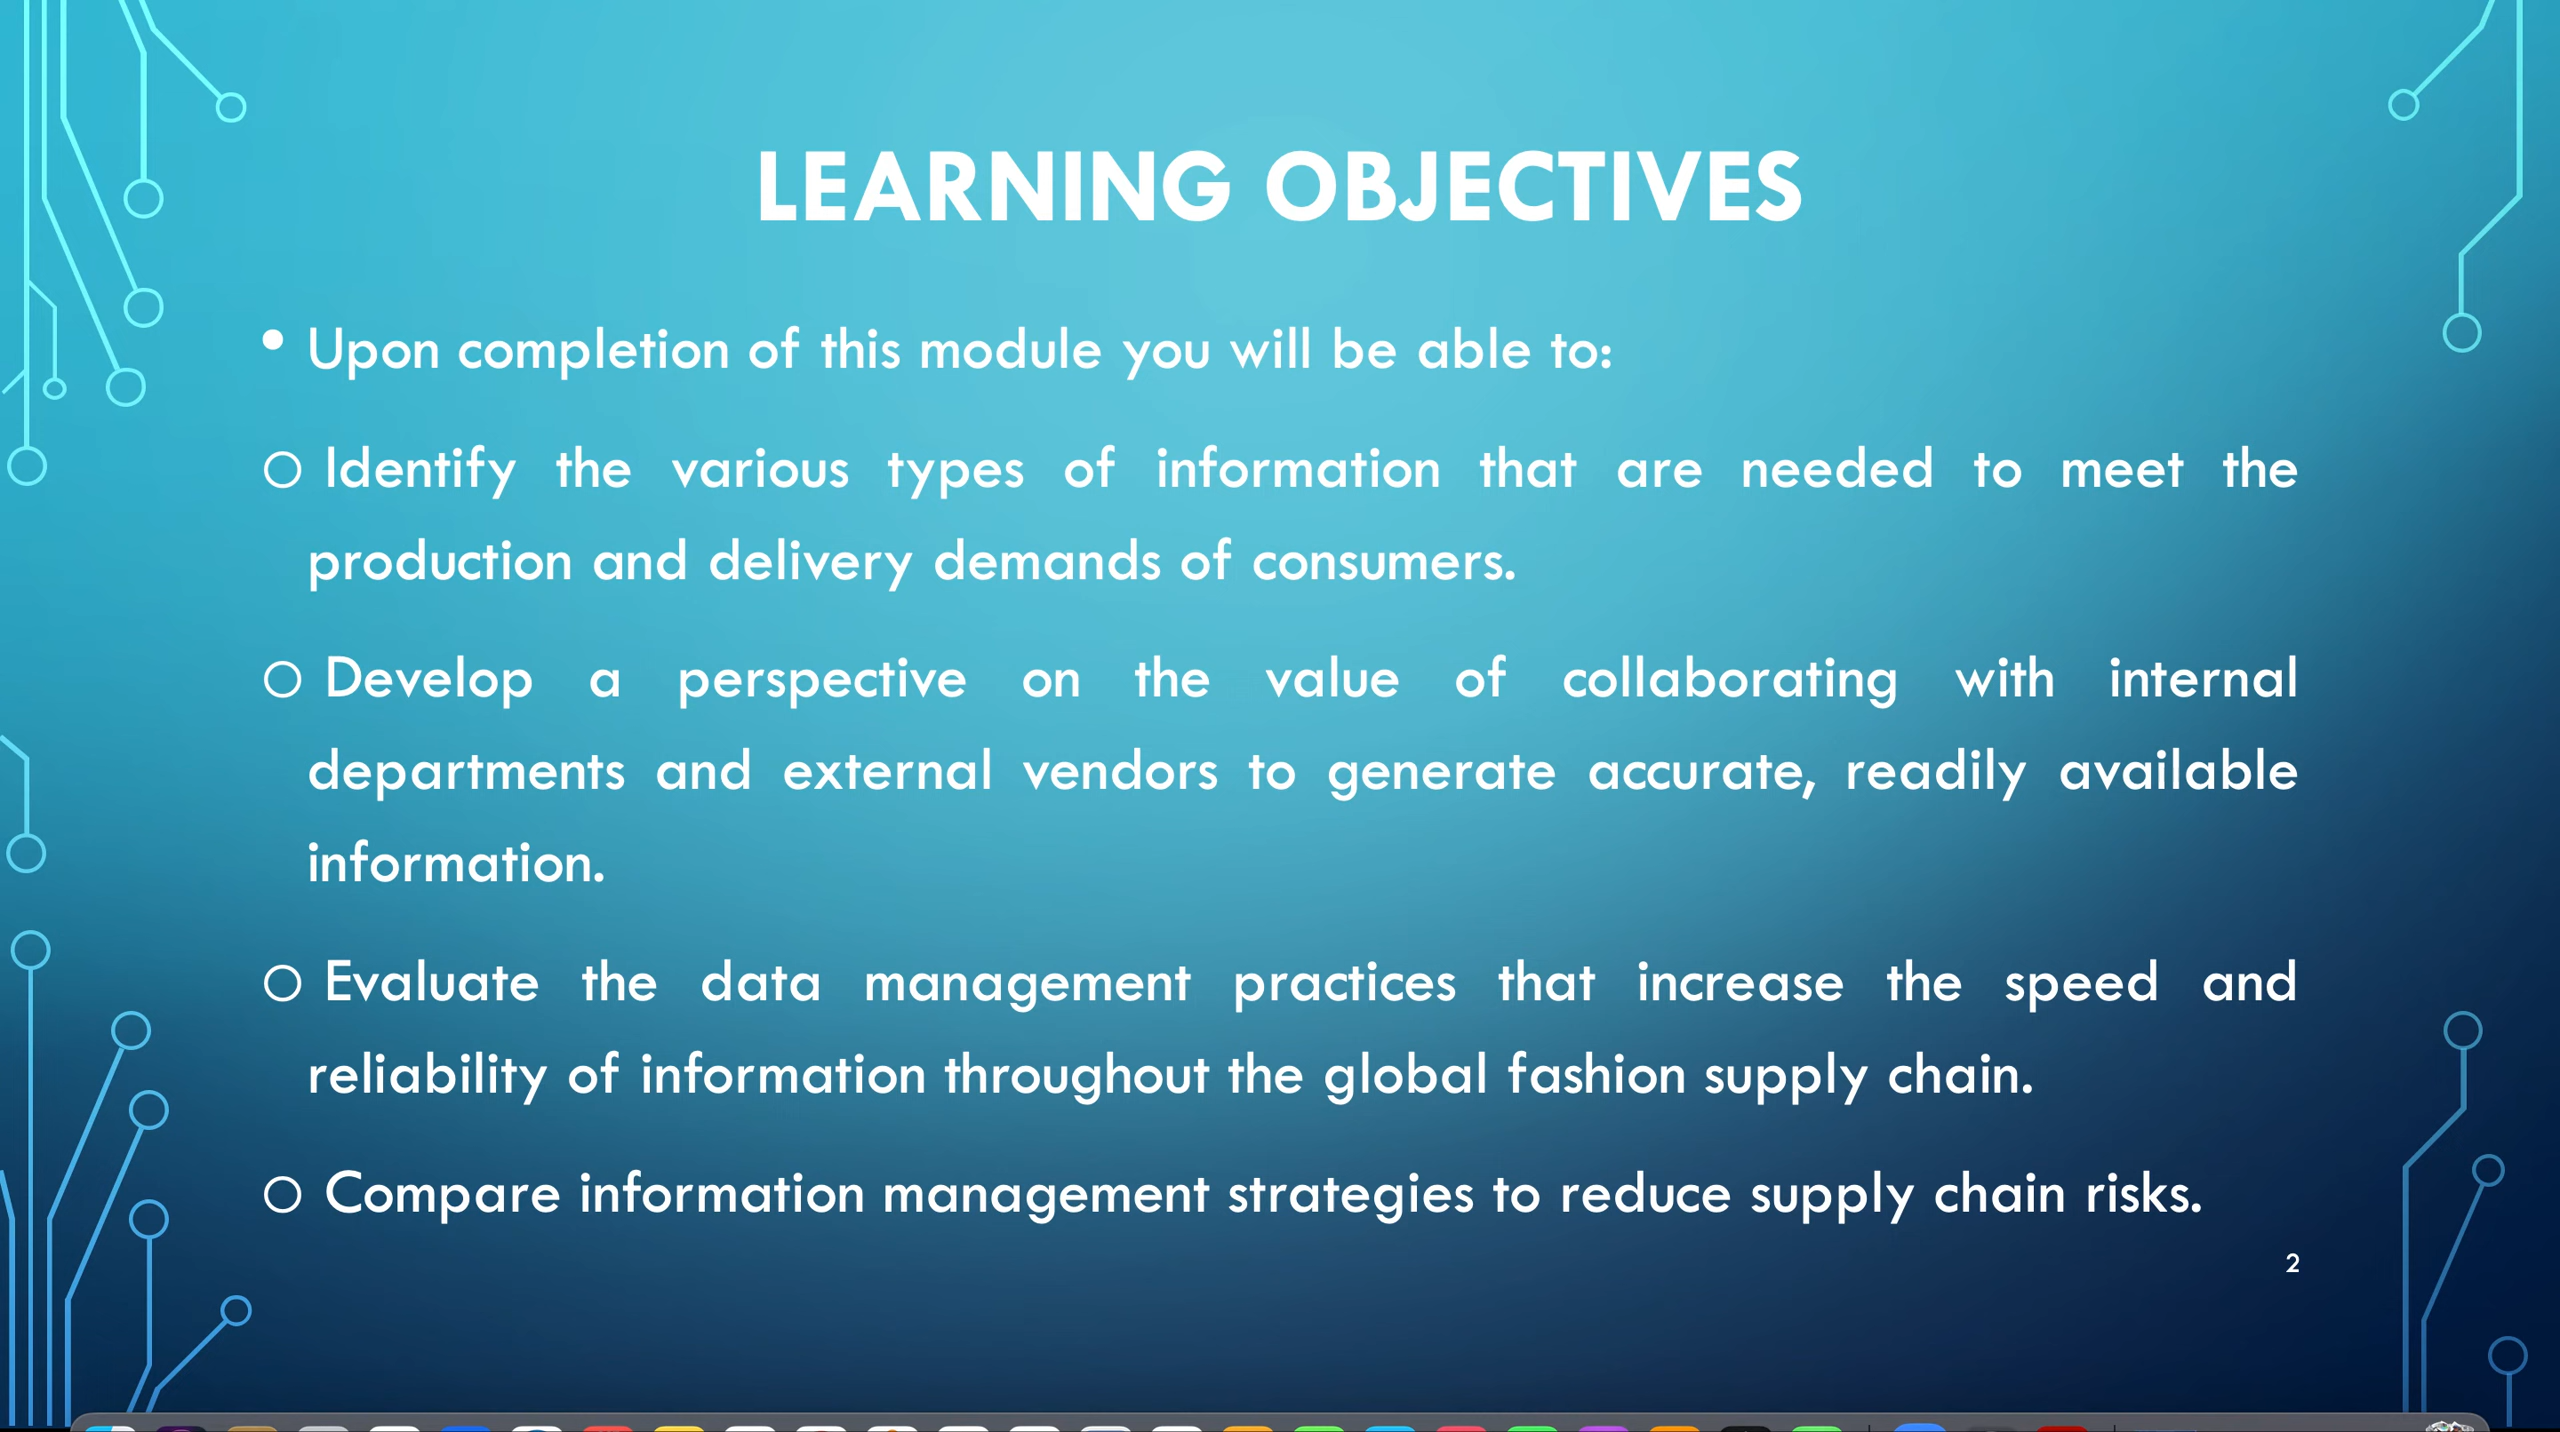 LEARNING OBJECTIVES
• Upon completion of this module you will be able to:
○ Identify the various types of information that are needed to meet the
production and delivery demands of consumers.
○ Develop a perspective on the value of collaborating with internal
departments and external vendors to generate accurate, readily available
information.
○ Evaluate the data management practices that increase the speed and
reliability of information throughout the global fashion supply chain.
○ Compare information management strategies to reduce supply chain risks.
2